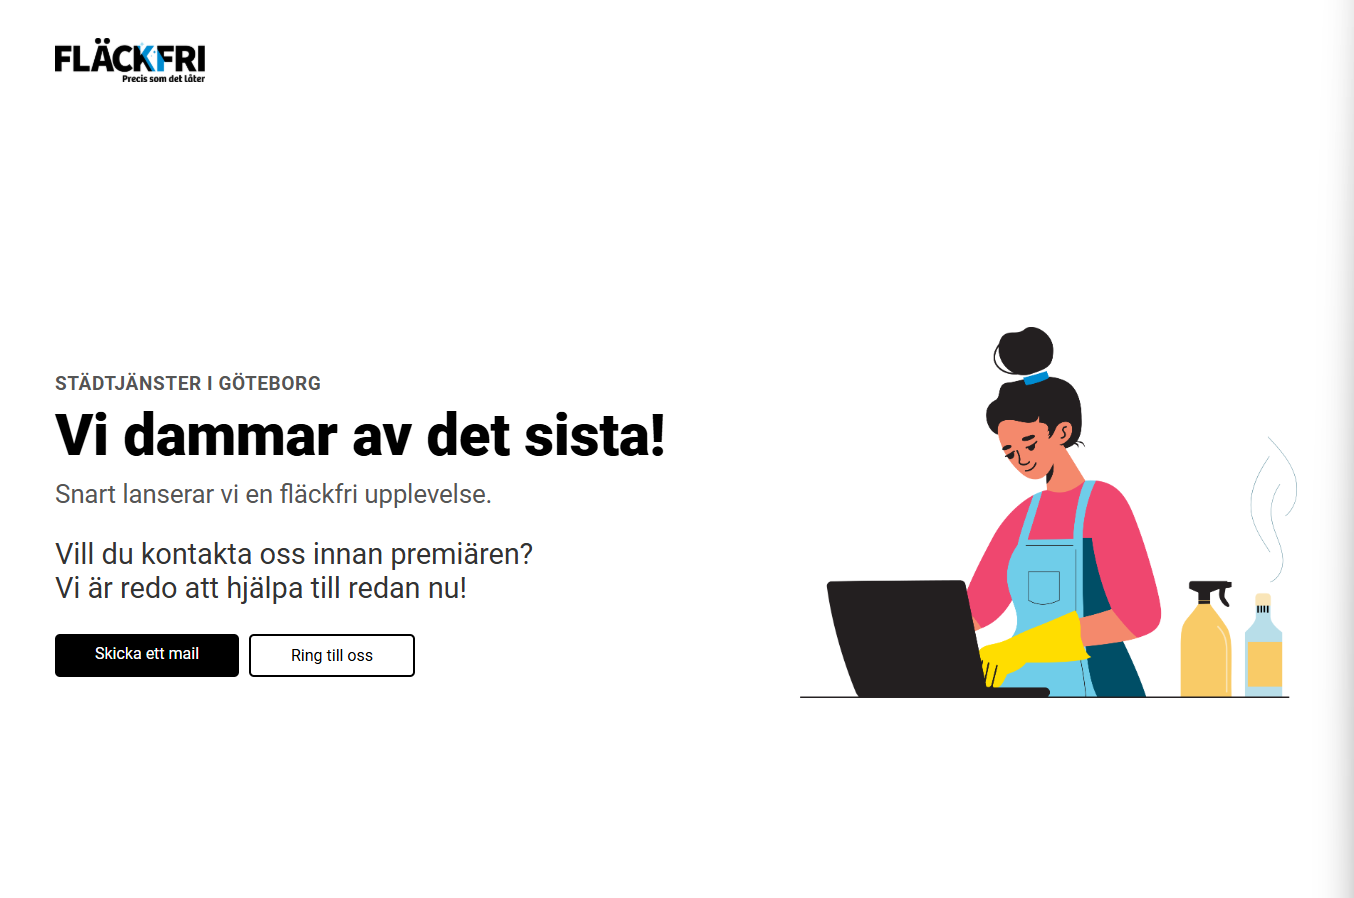 FLÄCKFRI
Precis som det låter
STÄDTJÄNSTER I GÖTEBORG
Vi dammar av det sista!
Snart lanserar vi en fläckfri upplevelse.
Vill du kontakta oss innan premiären?
Vi är redo att hjälpa till redan nu!
Skicka ett mail
Ring till oss